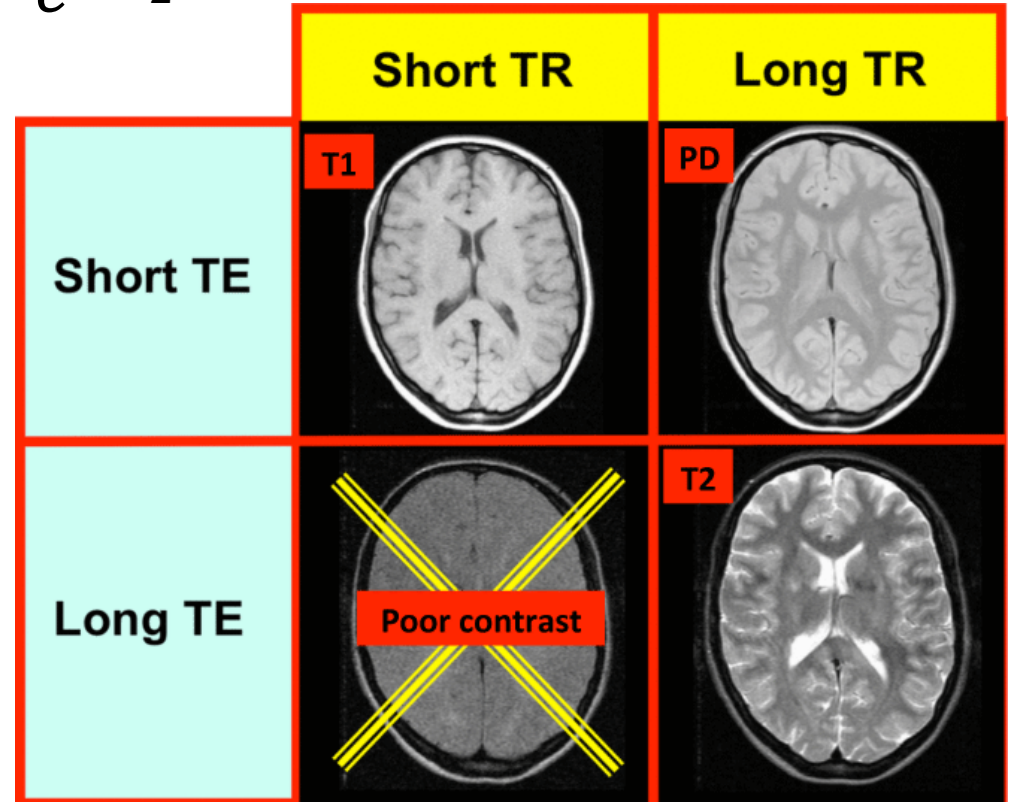 Short TR
Long TR
Short TE
T1
PD
Long TE
Poor contrast
T2